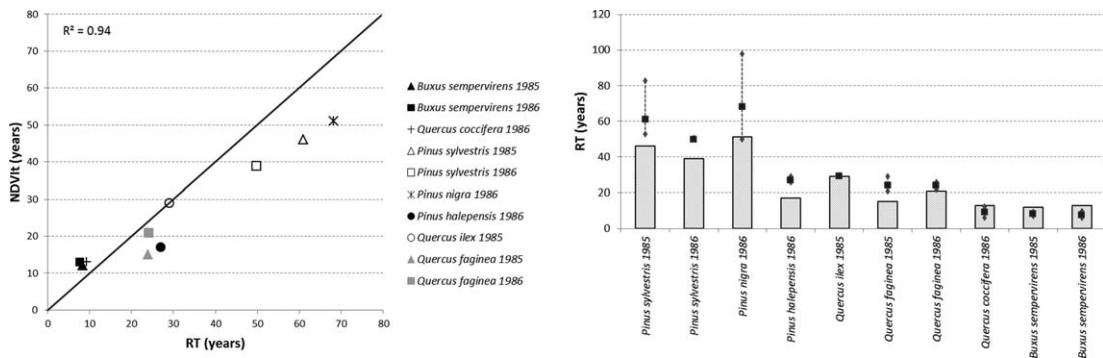 80
70
60
50
40
30
20
10
0
R² = 0.94
NDVIt (years)
0 10 20 30 40 50 60 70 80
RT (years)
Buxus sempervirens 1985
Buxus sempervirens 1986
Quercus coccifera 1986
Pinus sylvestris 1985
Pinus sylvestris 1986
Pinus nigra 1986
Pinus halepensis 1986
Quercus ilex 1985
Quercus faginea 1985
Quercus faginea 1986
120
100
80
60
40
20
0
RT (years)
Pinus sylvestris 1985
Pinus sylvestris 1986
Pinus nigra 1986
Pinus halepensis 1986
Quercus ilex 1985
Quercus faginea 1985
Quercus faginea 1986
Quercus coccifera 1986
Buxus sempervirens 1985
Buxus sempervirens 1986